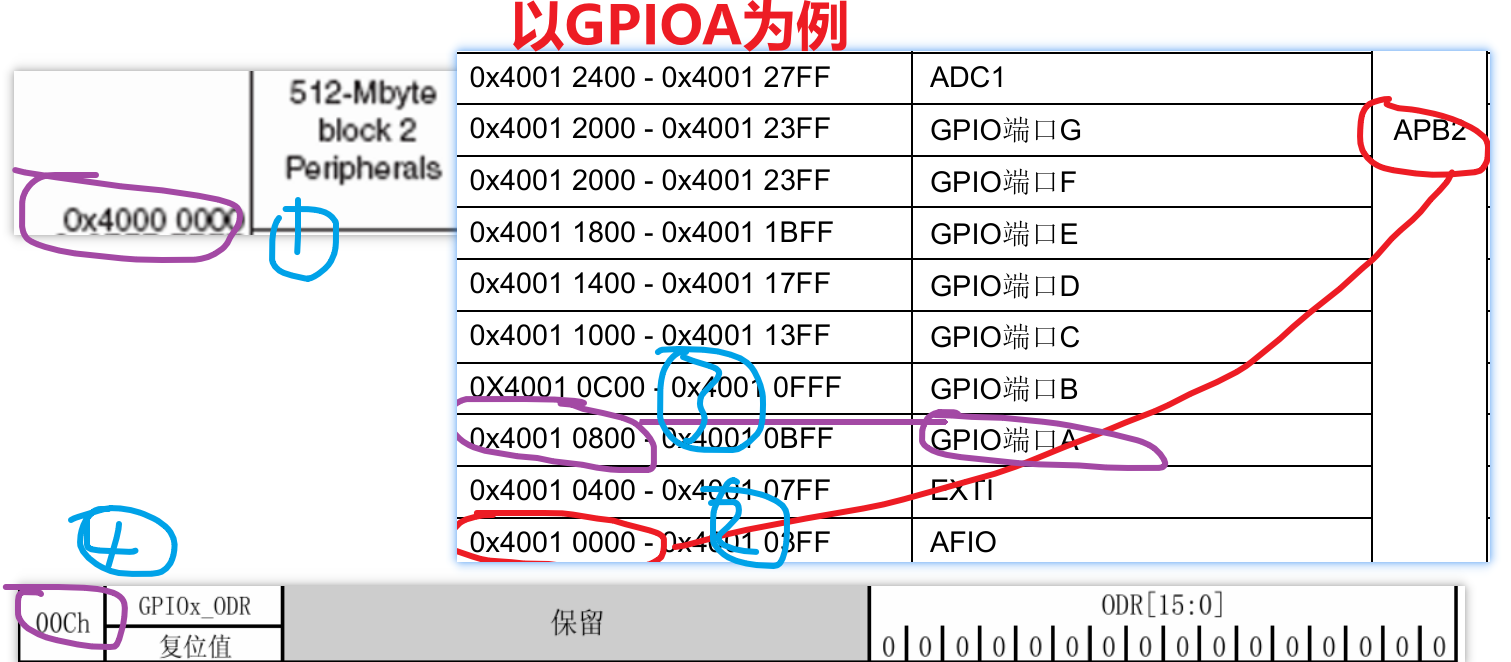 以GPIOA为例
512-Mbyte
block 2
Peripherals
0x4000 0000
1
0x4001 2400 - 0x4001 27FF ADC1
0x4001 2000 - 0x4001 23FF GPIO端口G APB2
0x4001 2000 - 0x4001 23FF GPIO端口F
0x4001 1800 - 0x4001 1BFF GPIO端口E
0x4001 1400 - 0x4001 17FF GPIO端口D
0x4001 1000 - 0x4001 13FF GPIO端口C
0X4001 0C00 - 0x4001 0FFF GPIO端口B
3
0x4001 0800 - 0x4001 0BFF GPIO端口A
0x4001 0400 - 0x4001 07FF EXTI
2
0x4001 0000 - 0x4001 03FF AFIO
4
00Ch GPIOx_ODR 保留 ODR[15:0]
复位值 0 0 0 0 0 0 0 0 0 0 0 0 0 0 0 0